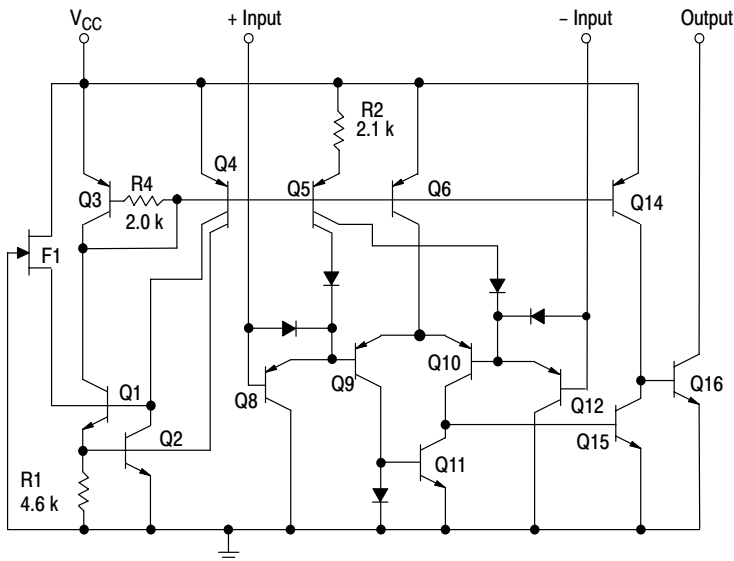 VCC
+ Input
– Input
Output
R2
2.1 k
Q4
R4
Q3
2.0 k
Q5
Q6
Q14
F1
Q1
Q2
Q8
Q9
Q10
Q12
Q16
Q15
Q11
R1
4.6 k